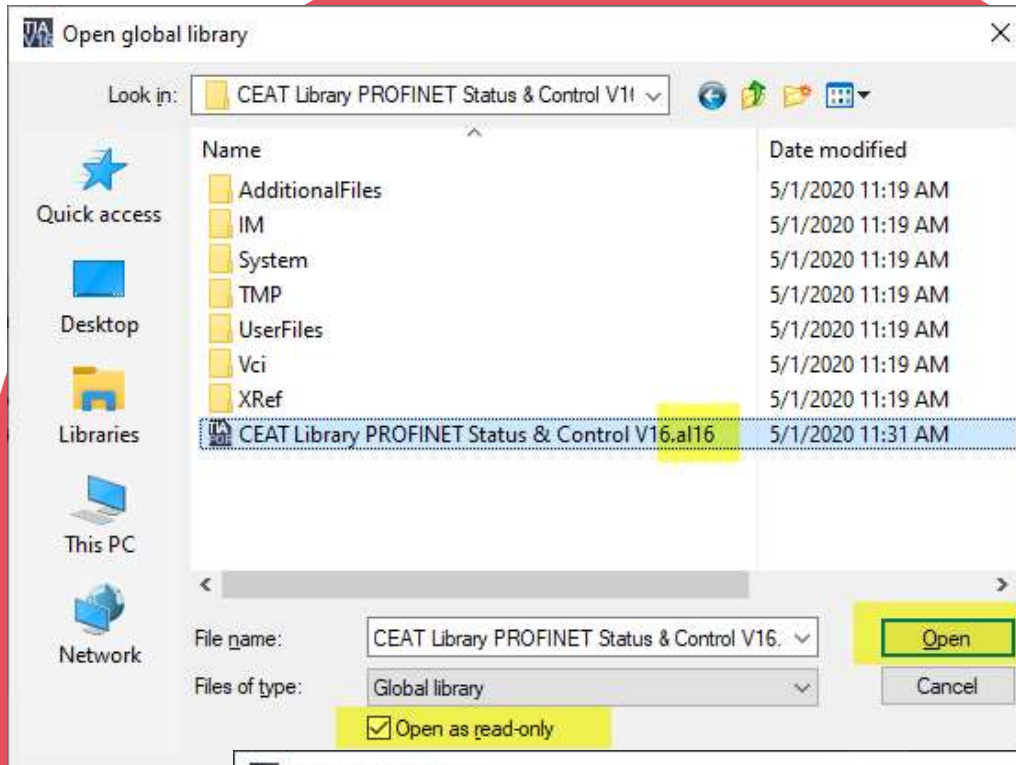 TIA V16 Open global library
Look in: CEAT Library PROFINET Status & Control V1
Name Date modified
AdditionalFiles 5/1/2020 11:19 AM
IM 5/1/2020 11:19 AM
System 5/1/2020 11:19 AM
TMP 5/1/2020 11:19 AM
UserFiles 5/1/2020 11:19 AM
Vci 5/1/2020 11:19 AM
XRef 5/1/2020 11:19 AM
CEAT Library PROFINET Status & Control V16.al16 5/1/2020 11:31 AM
Quick access
Desktop
Libraries
This PC
Network
File name: CEAT Library PROFINET Status & Control V16. Open
Files of type: Global library Cancel
Open as read-only